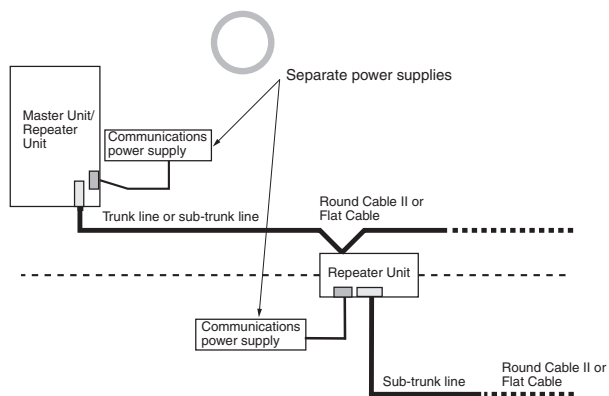 Separate power supplies
Master Unit/
Repeater
Unit
Communications
power supply
Trunk line or sub-trunk line
Round Cable II or
Flat Cable
Repeater Unit
Communications
power supply
Sub-trunk line
Round Cable II or
Flat Cable